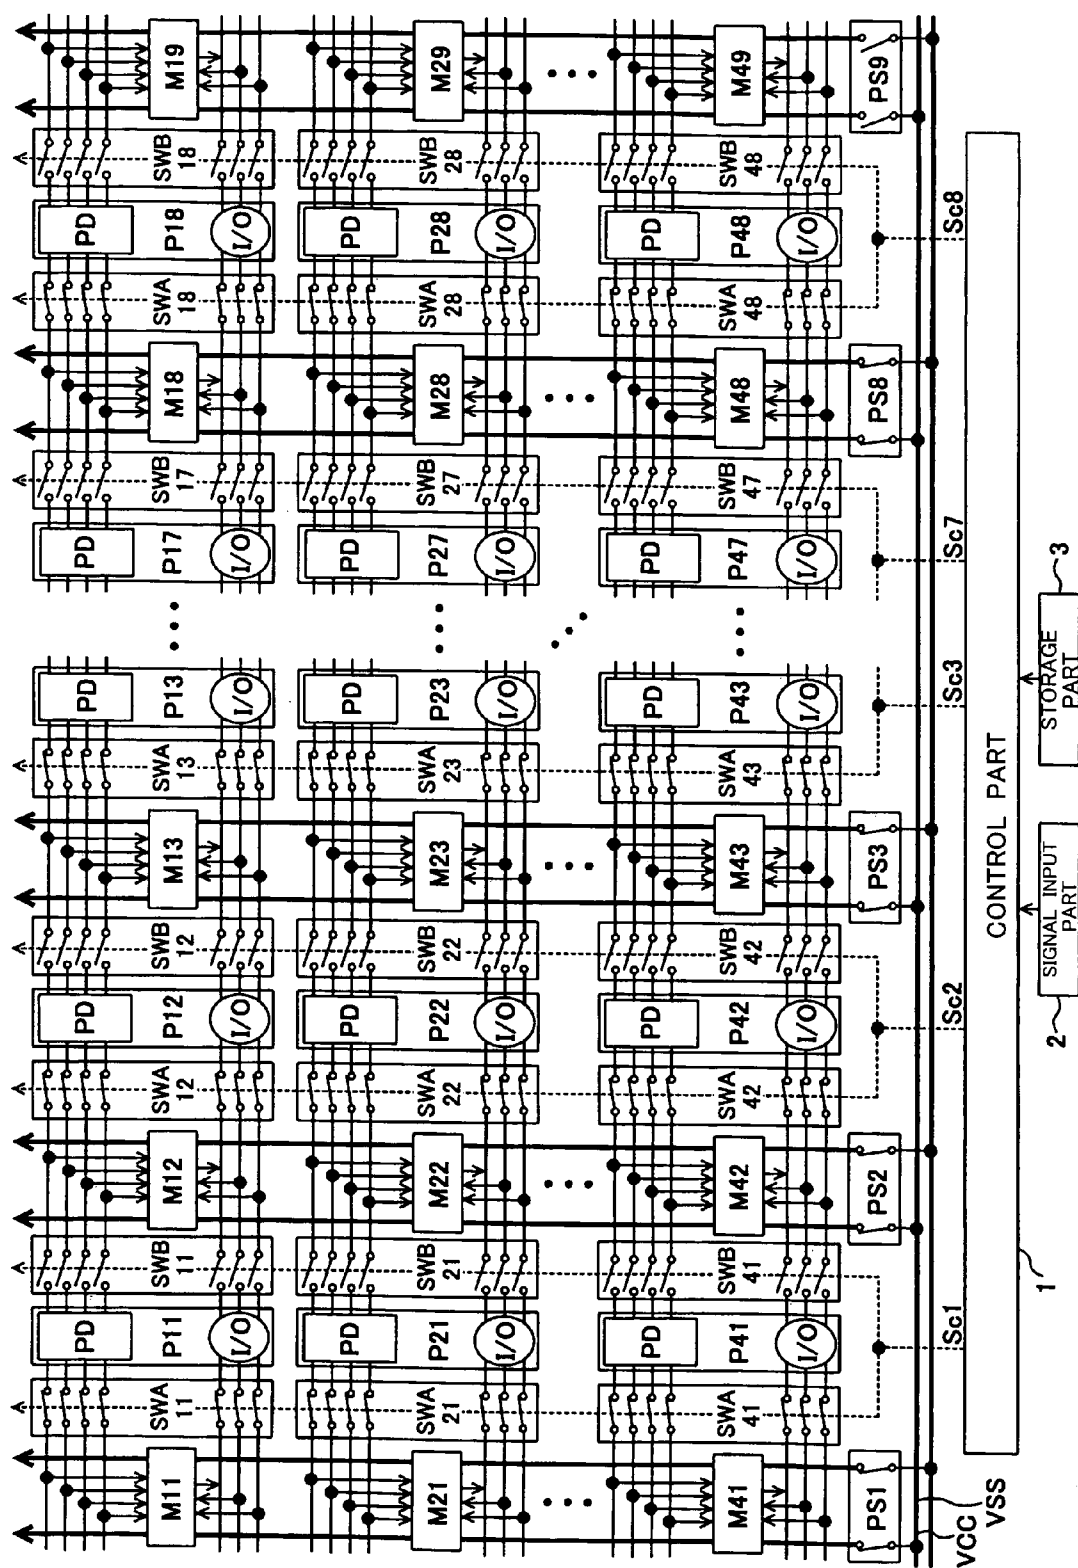 PD
PD
PD
PD
PD
M11
SWA
11
P11
SWB
11
M12
SWA
12
P12
SWB
12
M13
SWA
13
P13
P17
SWB
17
M18
SWA
18
P18
SWB
18
M19
I/O
I/O
I/O
I/O
I/O
PD
PD
PD
PD
PD
M21
SWA
21
P21
SWB
21
M22
SWA
22
P22
SWB
22
M23
SWA
23
P23
P27
SWB
27
M28
SWA
28
P28
SWB
28
M29
I/O
I/O
I/O
I/O
I/O
PD
PD
PD
PD
PD
M41
SWA
41
P41
SWB
41
M42
SWA
42
P42
SWB
42
M43
SWA
43
P43
P47
SWB
47
M48
SWA
48
P48
SWB
48
M49
I/O
I/O
I/O
I/O
I/O
PS1
PS2
PS3
PS8
PS9
Sc1
Sc2
Sc3
Sc7
Sc8
VCC
VSS
CONTROL PART
1
SIGNAL INPUT
PART
2
STORAGE
PART
3